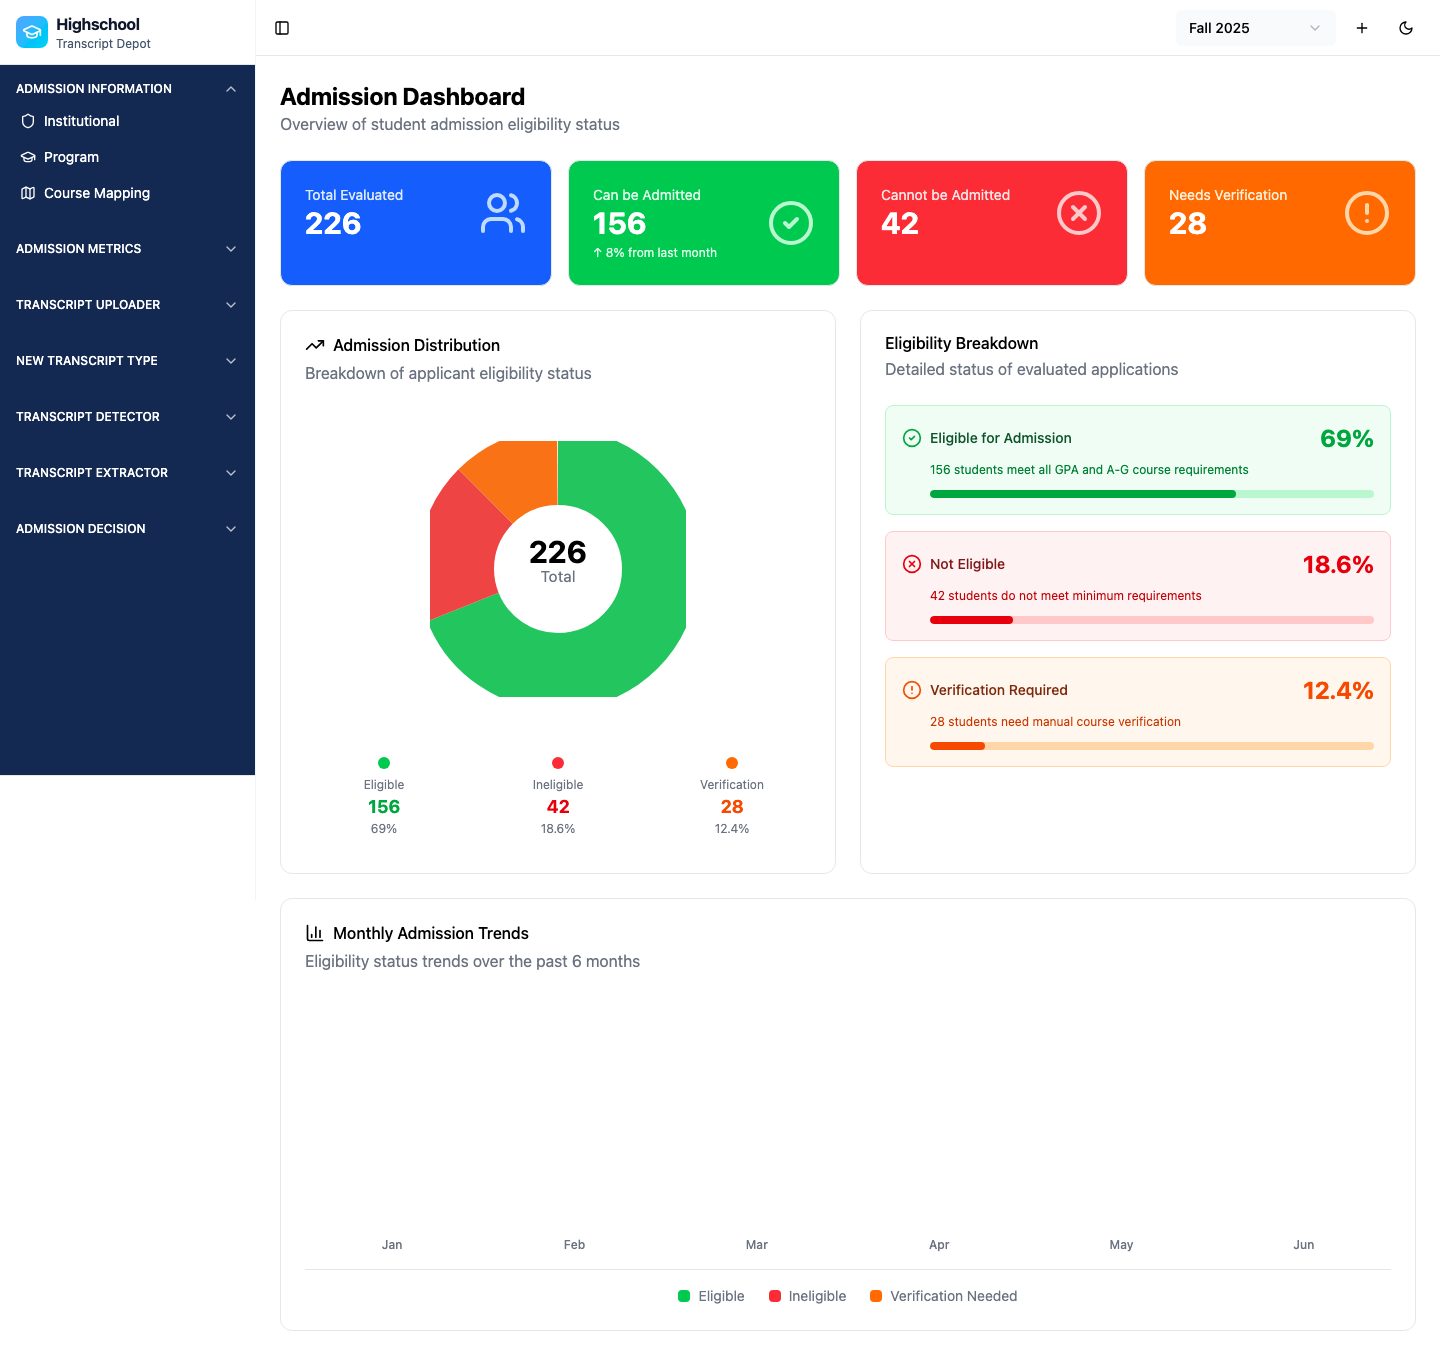 Highschool
Transcript Depot
ADMISSION INFORMATION
Institutional
Program
Course Mapping
ADMISSION METRICS
TRANSCRIPT UPLOADER
NEW TRANSCRIPT TYPE
TRANSCRIPT DETECTOR
TRANSCRIPT EXTRACTOR
ADMISSION DECISION
Fall 2025
Admission Dashboard
Overview of student admission eligibility status
Total Evaluated
226
Can be Admitted
156
↑ 8% from last month
Cannot be Admitted
42
Needs Verification
28
Admission Distribution
Breakdown of applicant eligibility status
226
Total
Eligible
156
69%
Ineligible
42
18.6%
Verification
28
12.4%
Eligibility Breakdown
Detailed status of evaluated applications
Eligible for Admission 69%
156 students meet all GPA and A-G course requirements
Not Eligible 18.6%
42 students do not meet minimum requirements
Verification Required 12.4%
28 students need manual course verification
Monthly Admission Trends
Eligibility status trends over the past 6 months
Jan Feb Mar Apr May Jun
Eligible Ineligible Verification Needed